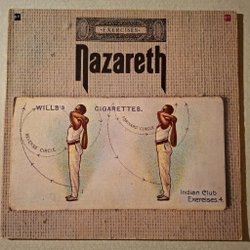 EXERCISES
Nazareth
WILLS'S CIGARETTES.
REVERSE CIRCLE.
FORWARD CIRCLE.
Indian Club
Exercises. 4.